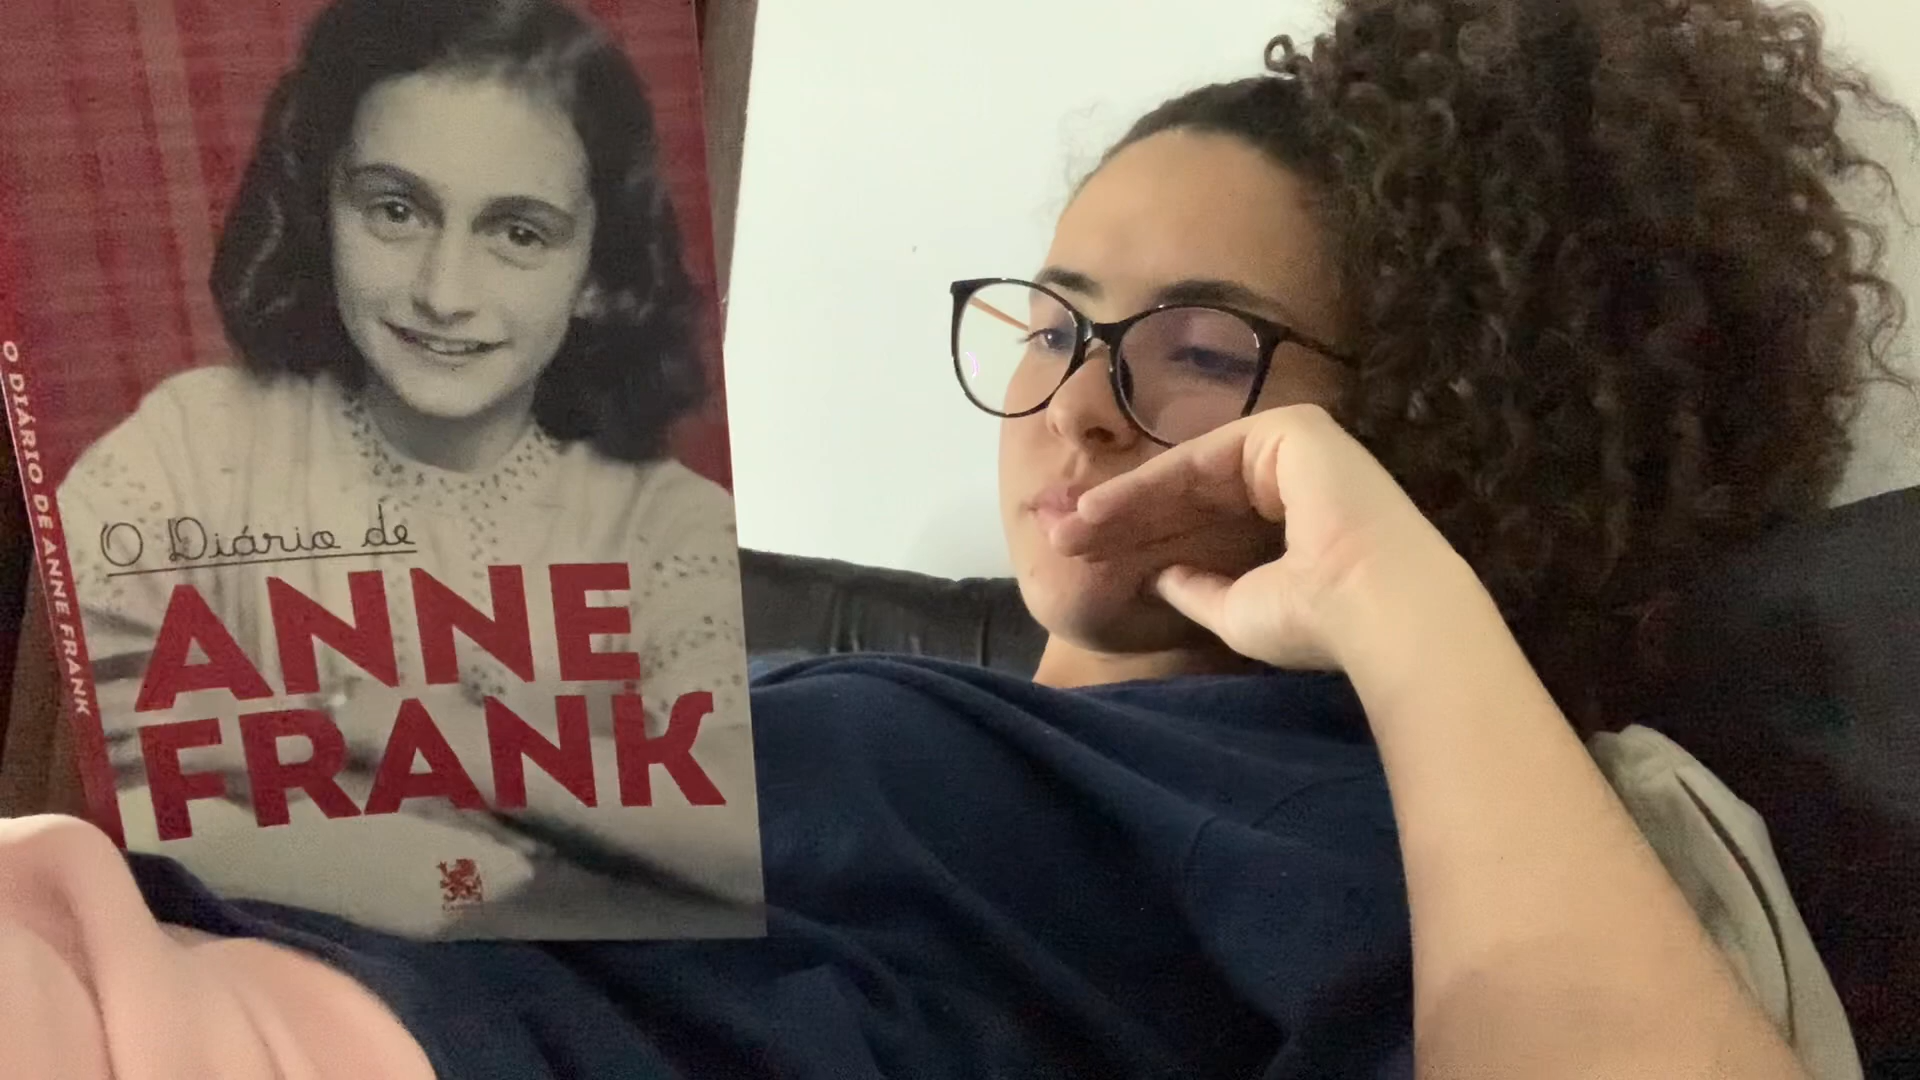 O DIÁRIO DE ANNE FRANK
O Diário de
ANNE
FRANK